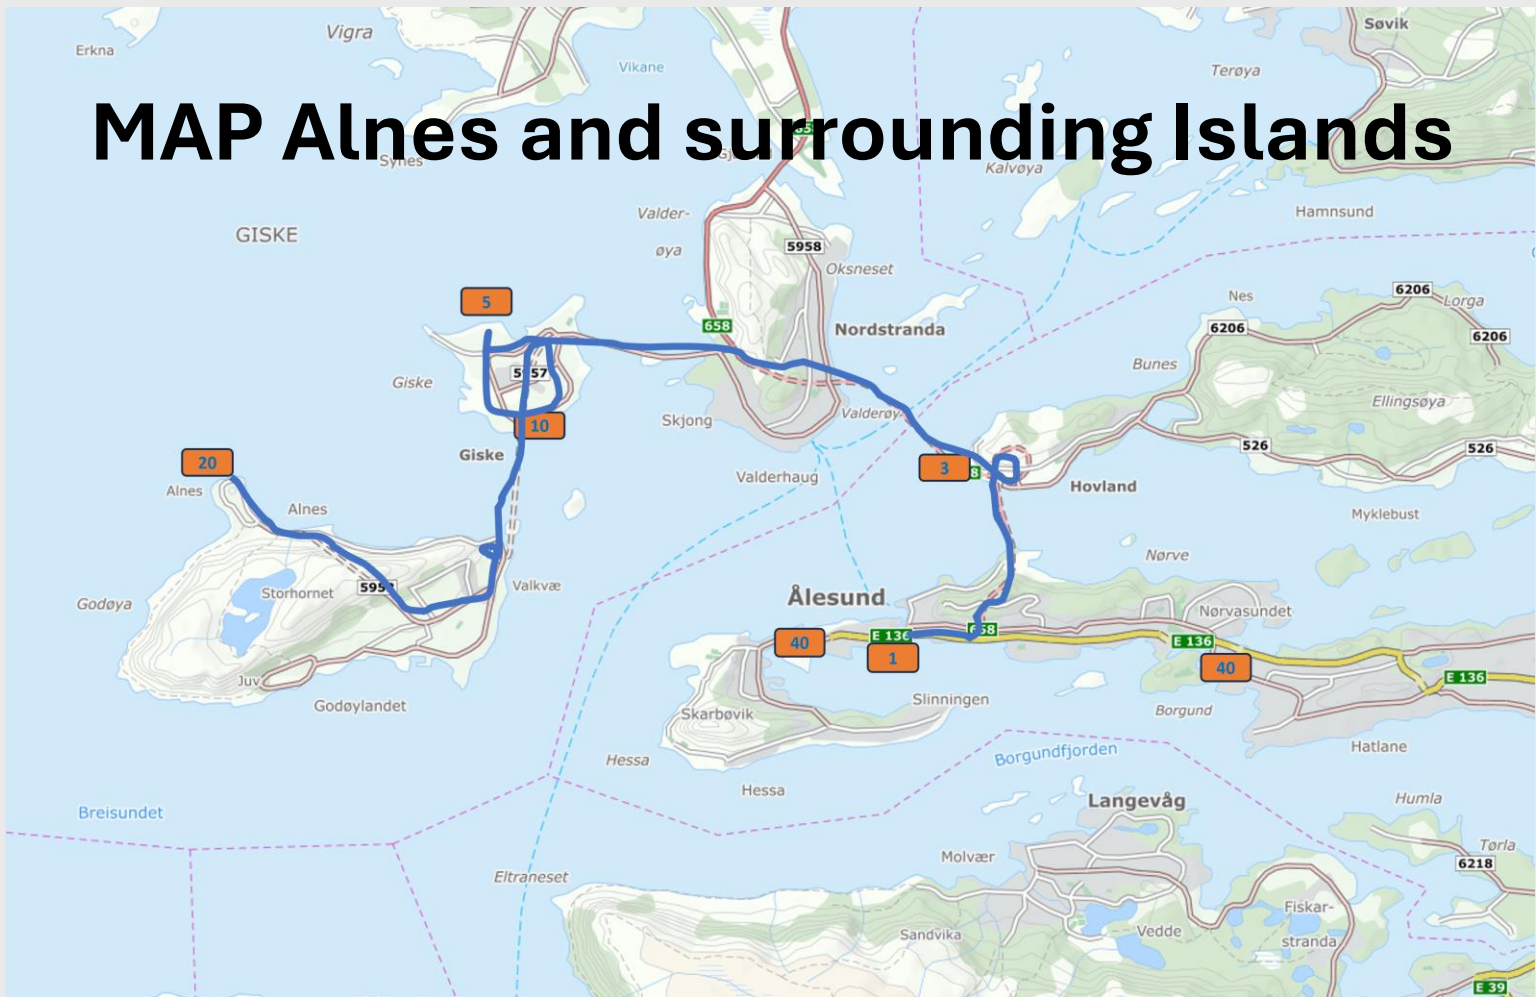 Vigra
Erkna
Søvik
Vikane
Terøya
MAP Alnes and surrounding Islands
Synes
Kalvøya
Hamnsund
Valder-
øya
GISKE
5958
Oksneset
5
658
Nordstranda
Nes
6206
Lorga
6206
6206
Bunes
Giske
Skjong
Valderøy
Ellingsøya
10
Giske
526
526
20
Alnes
3
Valderhaug
Hovland
Alnes
Myklebust
Nørve
Valkvæ
Storhornet
Godøya
Ålesund
Nørvasundet
E 136
658
40
1
E 136
40
E 136
Juv
Godøylandet
Slinningen
Skarbøvik
Borgund
Hatlane
Hessa
Borgundfjorden
Hessa
Langevåg
Humla
Breisundet
Molvær
Tørla
6218
Eltraneset
Fiskar-
stranda
Sandvika
Vedde
E 39